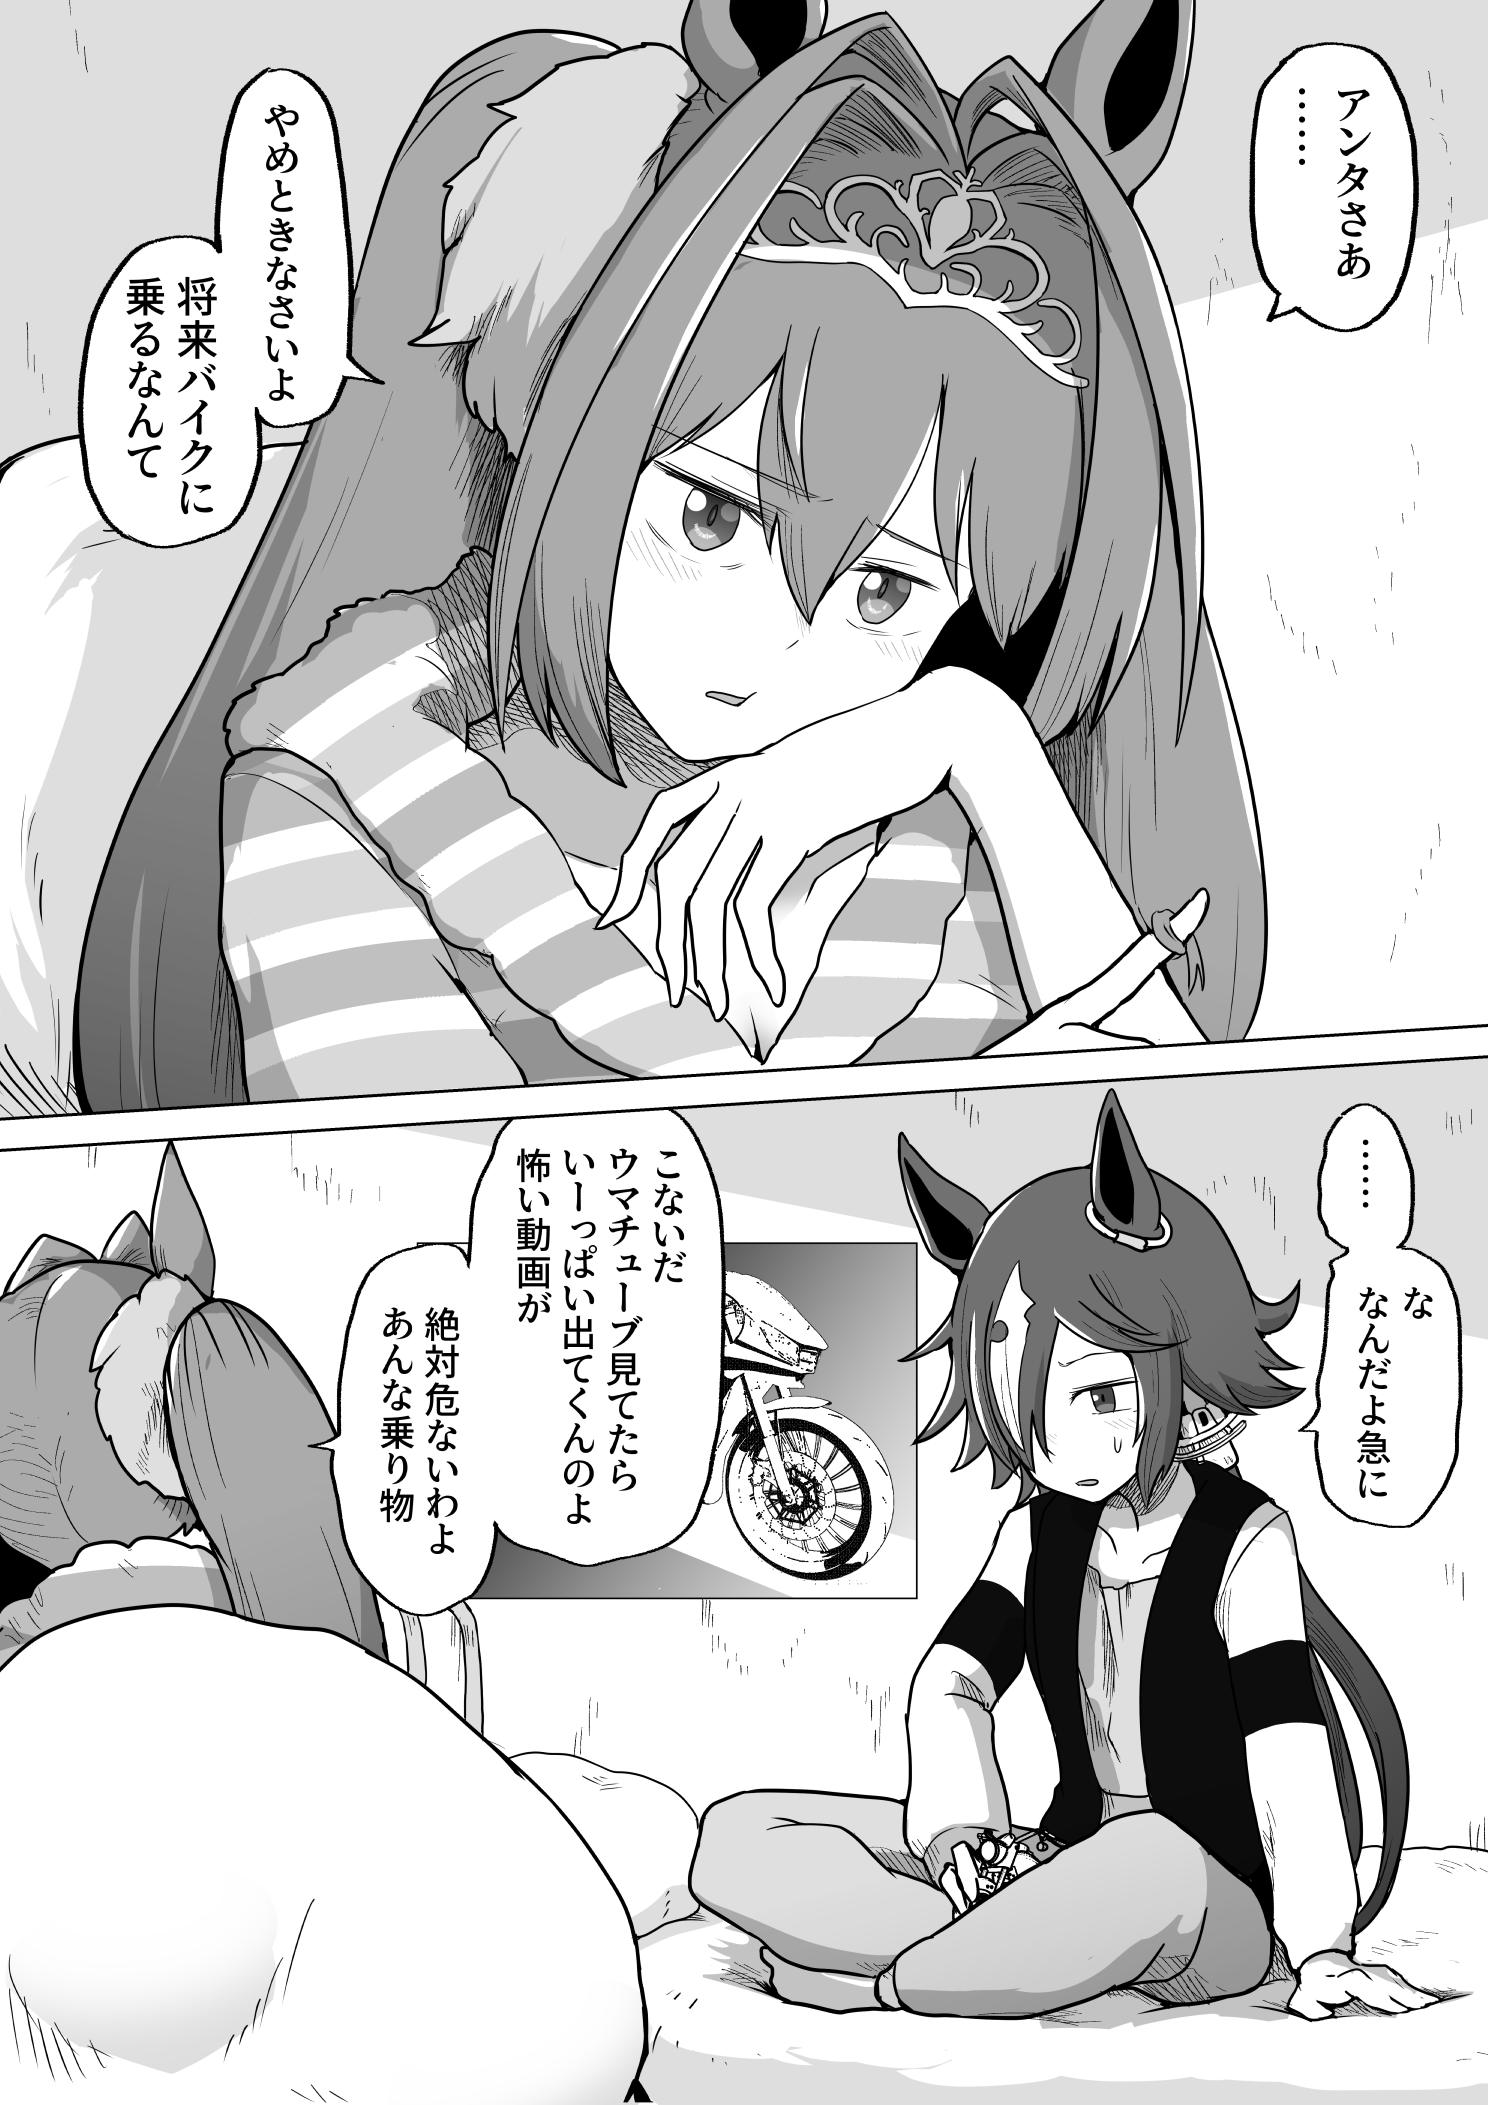 アンタさあ
……
やめときなさいよ
将来バイクに
乗るなんて
……
な
なんだよ急に
こないだ
ウマチューブ見てたら
いーっぱい出てくんのよ
怖い動画が
絶対危ないわよ
あんな乗り物